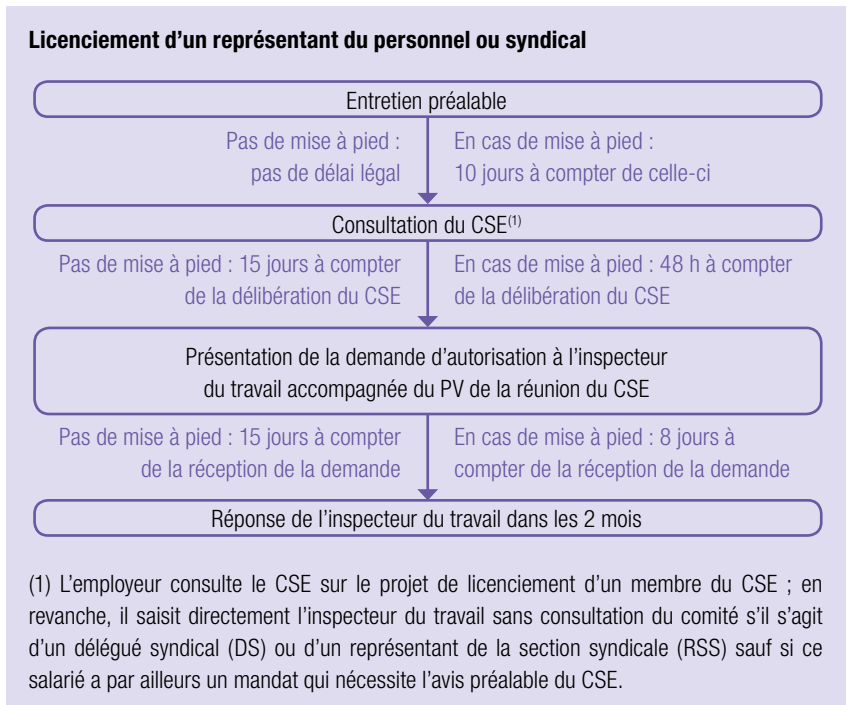 Licenciement d’un représentant du personnel ou syndical
Entretien préalable
Pas de mise à pied :
pas de délai légal
En cas de mise à pied :
10 jours à compter de celle-ci
Consultation du CSE(1)
Pas de mise à pied : 15 jours à compter
de la délibération du CSE
En cas de mise à pied : 48 h à compter
de la délibération du CSE
Présentation de la demande d’autorisation à l’inspecteur
du travail accompagnée du PV de la réunion du CSE
Pas de mise à pied : 15 jours à compter
de la réception de la demande
En cas de mise à pied : 8 jours à
compter de la réception de la demande
Réponse de l’inspecteur du travail dans les 2 mois
(1) L’employeur consulte le CSE sur le projet de licenciement d’un membre du CSE ; en
revanche, il saisit directement l’inspecteur du travail sans consultation du comité s’il s’agit
d’un délégué syndical (DS) ou d’un représentant de la section syndicale (RSS) sauf si ce
salarié a par ailleurs un mandat qui nécessite l’avis préalable du CSE.